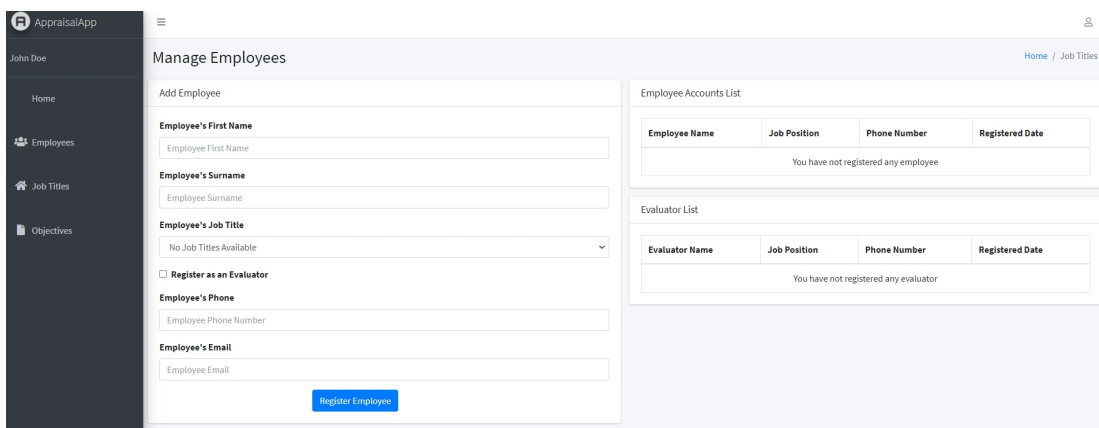 AppraisalApp
John Doe
Home
Employees
Job Titles
Objectives
Manage Employees
Home / Job Titles
Add Employee
Employee's First Name
Employee First Name
Employee's Surname
Employee Surname
Employee's Job Title
No Job Titles Available
Register as an Evaluator
Employee's Phone
Employee Phone Number
Employee's Email
Employee Email
Register Employee
Employee Accounts List
Employee Name Job Position Phone Number Registered Date
You have not registered any employee
Evaluator List
Evaluator Name Job Position Phone Number Registered Date
You have not registered any evaluator